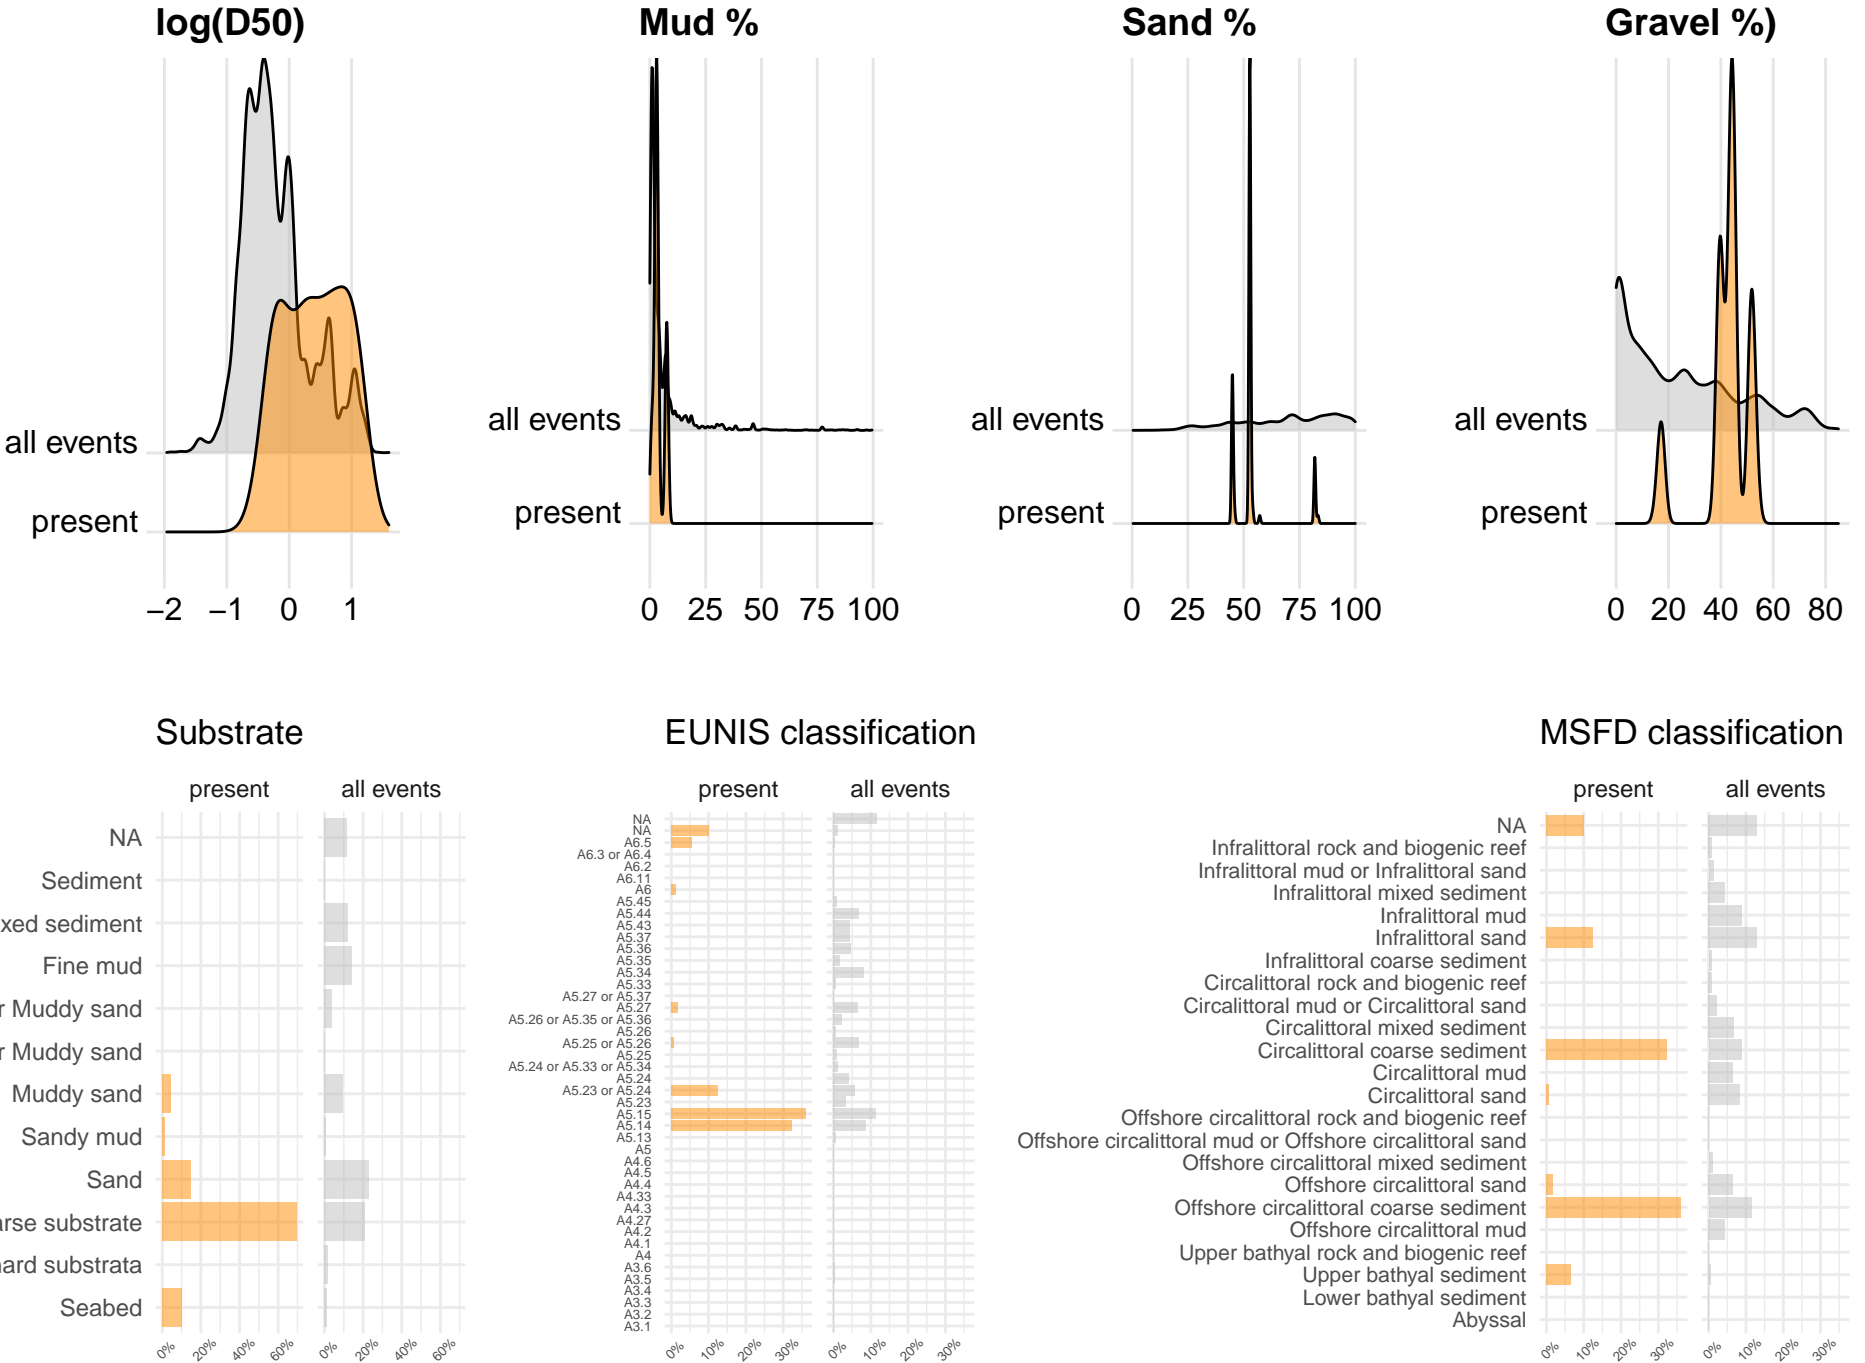 log(D50)
Mud %
Sand %
Gravel %)
all events
present
−2 −1 0 1
all events
present
0 25 50 75 100
all events
present
0 25 50 75 100
all events
present
0 20 40 60 80
Substrate
present all events
NA
Sediment
xed sediment
Fine mud
r Muddy sand
r Muddy sand
Muddy sand
Sandy mud
Sand
arse substrate
hard substrata
Seabed
0% 20% 40% 60% 0% 20% 40% 60%
EUNIS classification
present all events
NA
NA
A6.5
A6.3 or A6.4
A6.2
A6.11
A6
A5.45
A5.44
A5.43
A5.37
A5.36
A5.35
A5.34
A5.33
A5.27 or A5.37
A5.27
A5.26 or A5.35 or A5.36
A5.26
A5.25 or A5.26
A5.25
A5.24 or A5.33 or A5.34
A5.24
A5.23 or A5.24
A5.23
A5.15
A5.14
A5.13
A5
A4.6
A4.5
A4.4
A4.33
A4.3
A4.27
A4.2
A4.1
A4
A3.6
A3.5
A3.4
A3.3
A3.2
A3.1
0% 10% 20% 30% 0% 10% 20% 30%
MSFD classification
present all events
NA
Infralittoral rock and biogenic reef
Infralittoral mud or Infralittoral sand
Infralittoral mixed sediment
Infralittoral mud
Infralittoral sand
Infralittoral coarse sediment
Circalittoral rock and biogenic reef
Circalittoral mud or Circalittoral sand
Circalittoral mixed sediment
Circalittoral coarse sediment
Circalittoral mud
Circalittoral sand
Offshore circalittoral rock and biogenic reef
Offshore circalittoral mud or Offshore circalittoral sand
Offshore circalittoral mixed sediment
Offshore circalittoral sand
Offshore circalittoral coarse sediment
Offshore circalittoral mud
Upper bathyal rock and biogenic reef
Upper bathyal sediment
Lower bathyal sediment
Abyssal
0% 10% 20% 30% 0% 10% 20% 30%